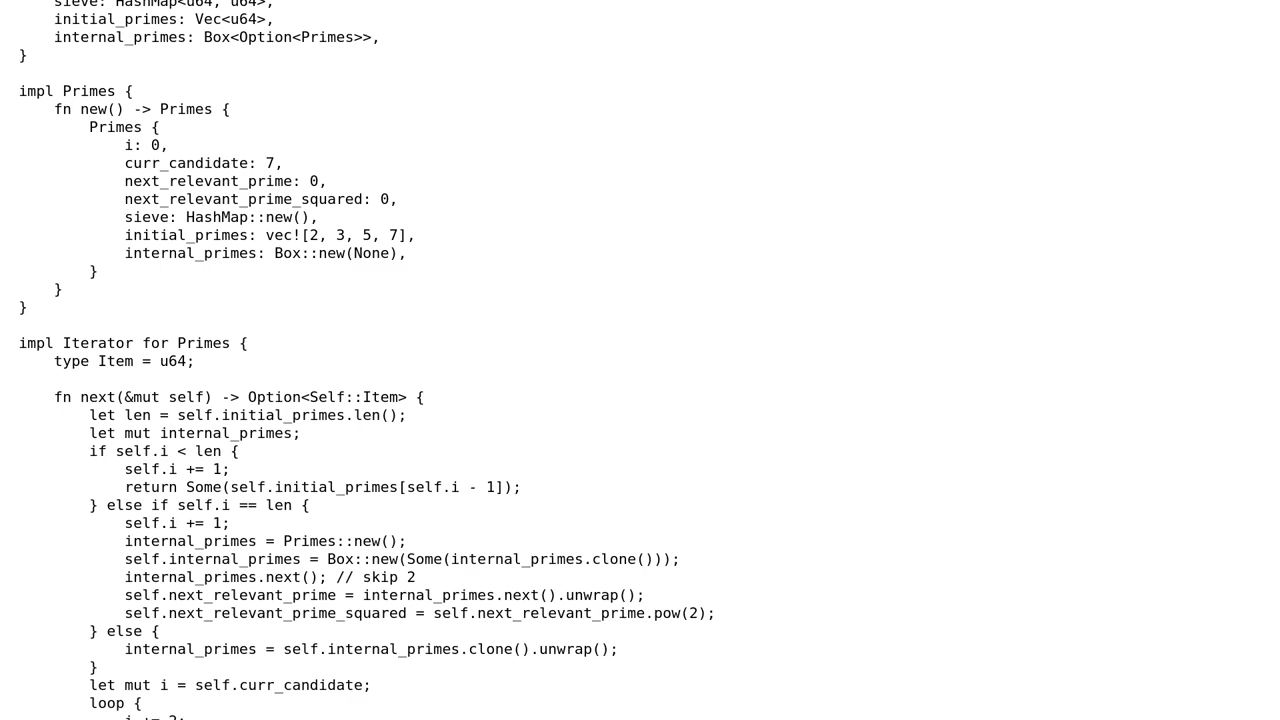 sieve: HashMap<u64, u64>,
    initial_primes: Vec<u64>,
    internal_primes: Box<Option<Primes>>,
}

impl Primes {
    fn new() -> Primes {
        Primes {
            i: 0,
            curr_candidate: 7,
            next_relevant_prime: 0,
            next_relevant_prime_squared: 0,
            sieve: HashMap::new(),
            initial_primes: vec![2, 3, 5, 7],
            internal_primes: Box::new(None),
        }
    }
}

impl Iterator for Primes {
    type Item = u64;

    fn next(&mut self) -> Option<Self::Item> {
        let len = self.initial_primes.len();
        let mut internal_primes;
        if self.i < len {
            self.i += 1;
            return Some(self.initial_primes[self.i - 1]);
        } else if self.i == len {
            self.i += 1;
            internal_primes = Primes::new();
            self.internal_primes = Box::new(Some(internal_primes.clone()));
            internal_primes.next(); // skip 2
            self.next_relevant_prime = internal_primes.next().unwrap();
            self.next_relevant_prime_squared = self.next_relevant_prime.pow(2);
        } else {
            internal_primes = self.internal_primes.clone().unwrap();
        }
        let mut i = self.curr_candidate;
        loop {
            i += 2;